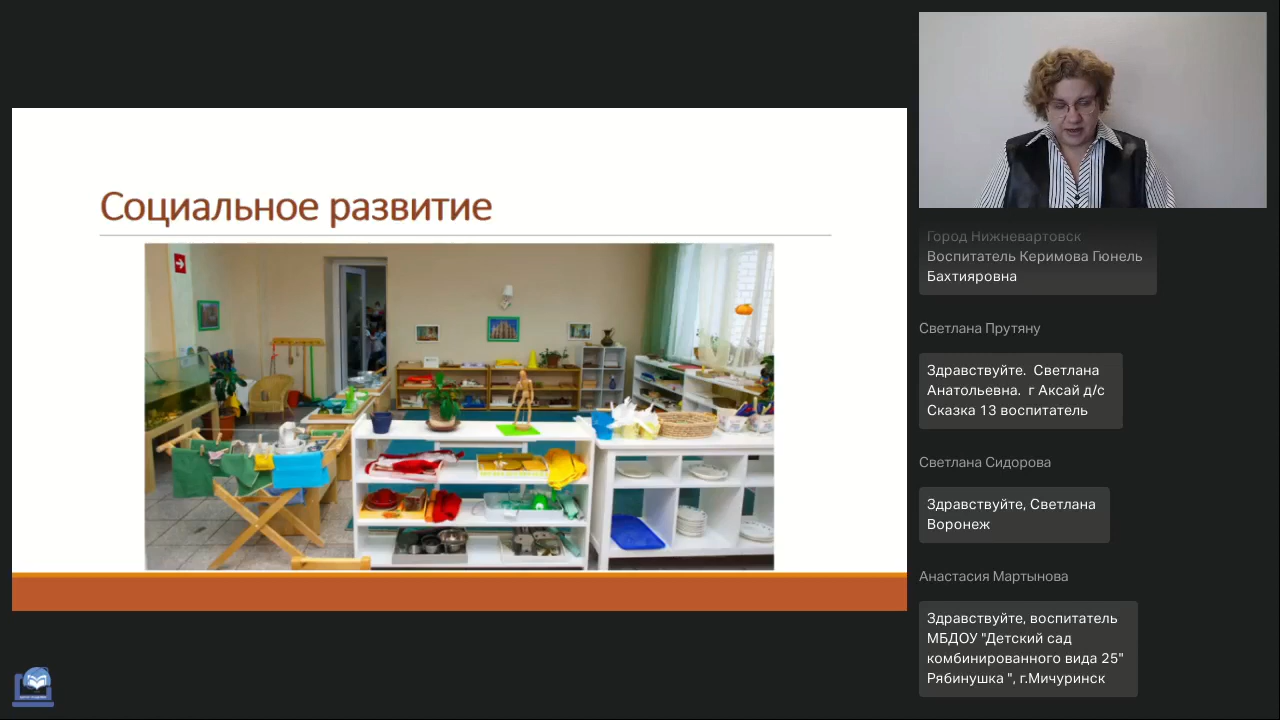 Социальное развитие
Город Нижневартовск
Воспитатель Керимова Гюнель
Бахтияровна
Светлана Прутяну
Здравствуйте. Светлана
Анатольевна. г Аксай д/с
Сказка 13 воспитатель
Светлана Сидорова
Здравствуйте, Светлана
Воронеж
Анастасия Мартынова
Здравствуйте, воспитатель
МБДОУ "Детский сад
комбинированного вида 25"
Рябинушка ", г.Мичуринск